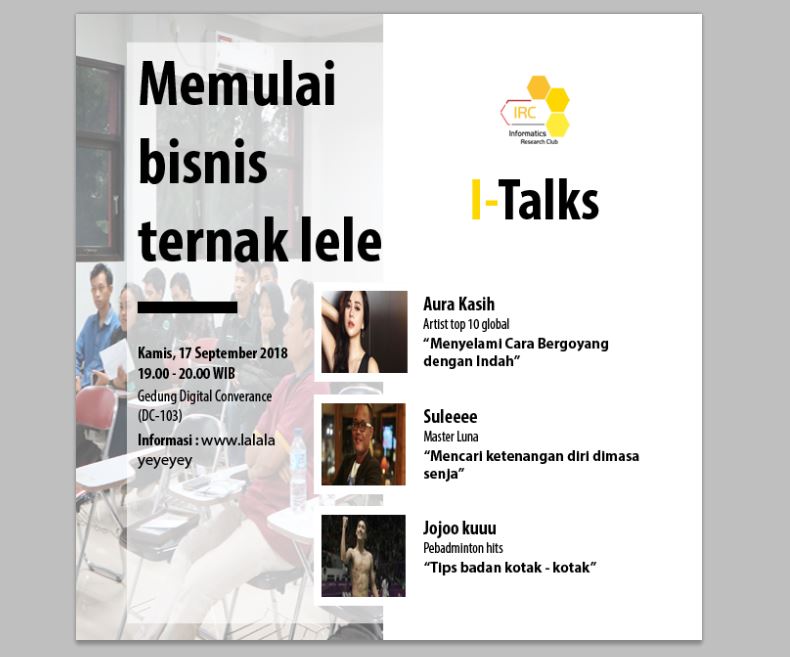 Memulai
bisnis
ternak lele
Kamis, 17 September 2018
19.00 - 20.00 WIB
Gedung Digital Converance
(DC-103)
Informasi : www.lalala
yeyeyey
IRC
Informatics
Research Club
I-Talks
Aura Kasih
Artist top 10 global
“Menyelami Cara Bergoyang
dengan Indah”
Suleeee
Master Luna
“Mencari ketenangan diri dimasa
senja”
Jojoo kuuu
Pebadminton hits
“Tips badan kotak - kotak”